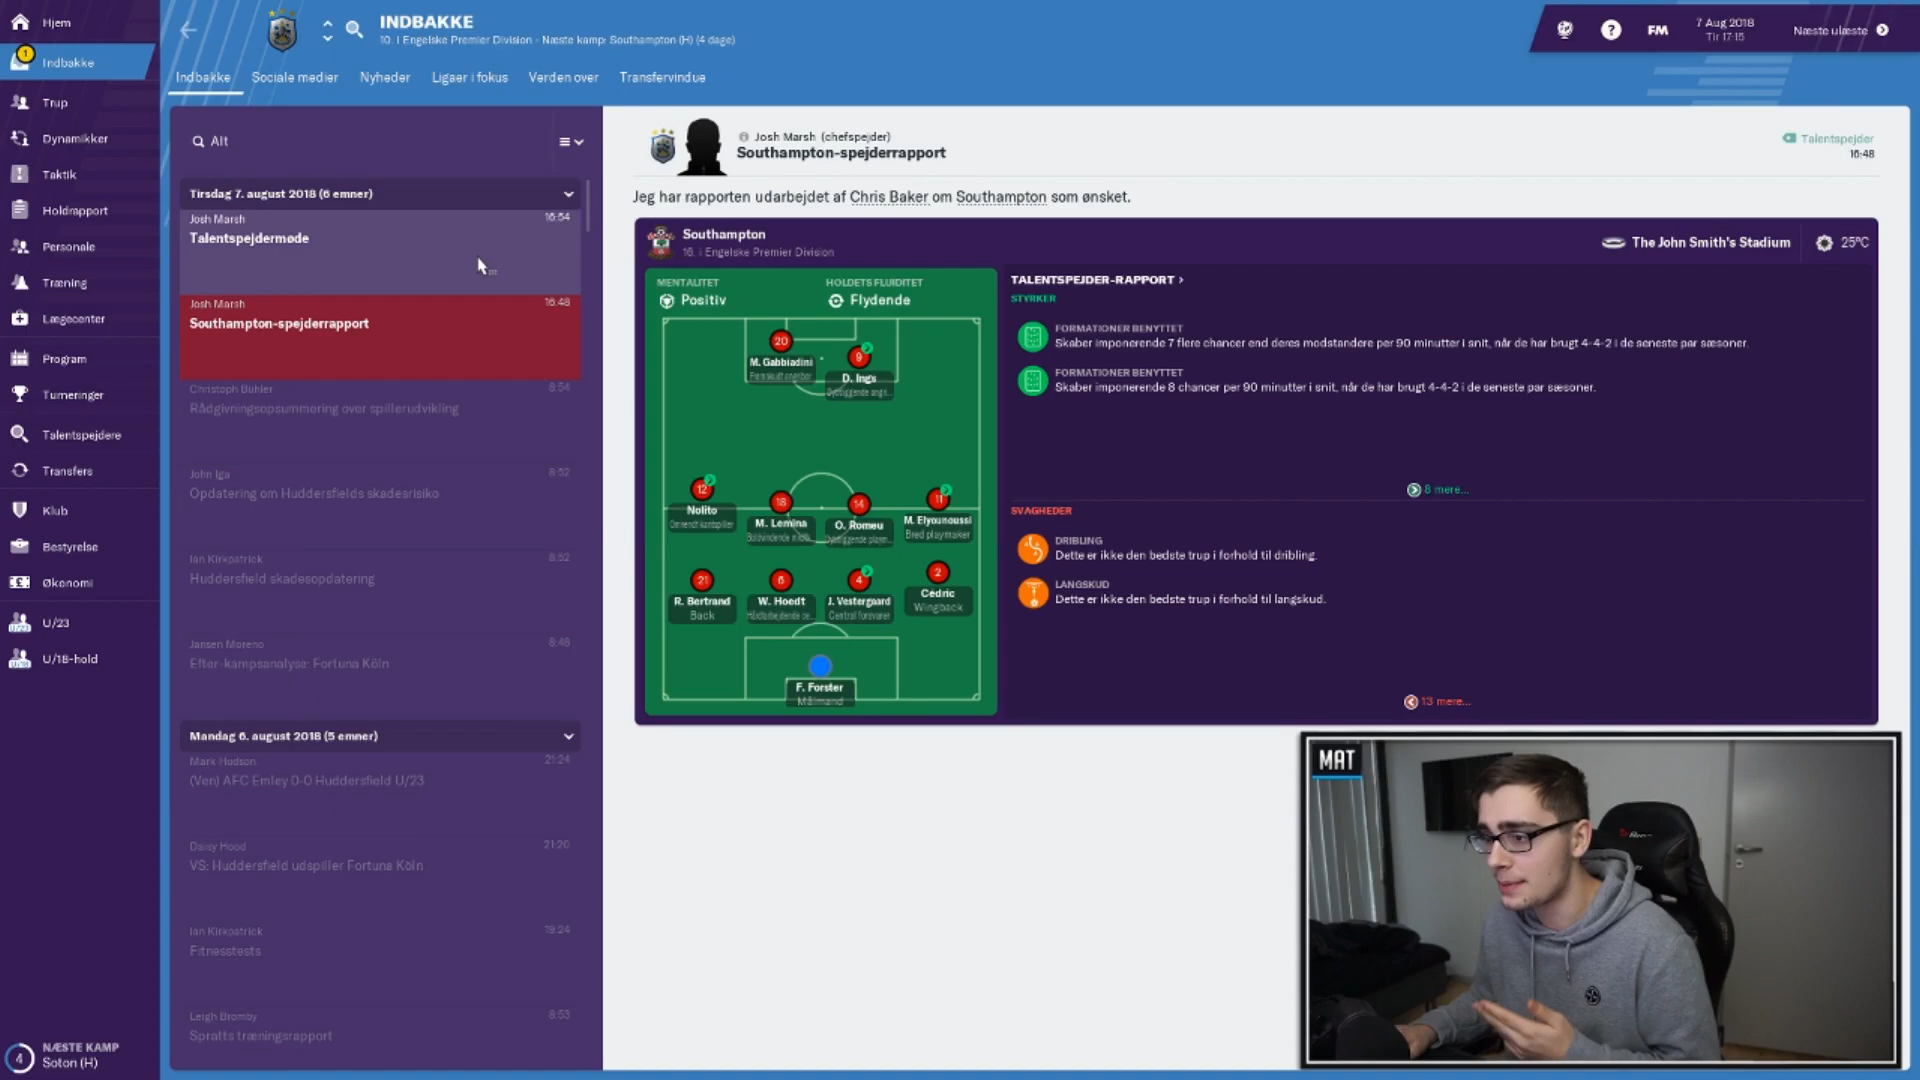 Hjem
Indbakke
1
Trup
Dynamikker
Taktik
Holdrapport
Personale
Træning
Lægecenter
Program
Turneringer
Talentspejdere
Transfers
Klub
Bestyrelse
Økonomi
U/23
U/18-hold
4
NÆSTE KAMP
Soton (H)
INDBAKKE
10. i Engelske Premier Division - Næste kamp: Southampton (H) (4 dage)
FM
7 Aug 2018
Tir 17:15
Næste ulæste
Indbakke
Sociale medier
Nyheder
Ligaer i fokus
Verden over
Transfervindue
Alt
Tirsdag 7. august 2018 (6 emner)
Josh Marsh
16:54
Talentspejdermøde
Josh Marsh
16:48
Southampton-spejderrapport
Christoph Bühler
8:54
Rådgivningsopsummering over spillerudvikling
John Iga
8:52
Opdatering om Huddersfields skadesrisiko
Ian Kirkpatrick
8:52
Huddersfield skadesopdatering
Jansen Moreno
8:48
Efter-kampsanalyse: Fortuna Köln
Mandag 6. august 2018 (5 emner)
Mark Hudson
21:24
(Ven) AFC Emley 0-0 Huddersfield U/23
Daisy Hood
21:20
VS: Huddersfield udspiller Fortuna Köln
Ian Kirkpatrick
19:24
Fitnesstests
Leigh Bromby
8:53
Spratts træningsrapport
Josh Marsh (chefspejder)
Southampton-spejderrapport
Talentspejder
16:48
Jeg har rapporten udarbejdet af Chris Baker om Southampton som ønsket.
Southampton
16. i Engelske Premier Division
The John Smith's Stadium
25°C
MENTALITET
Positiv
HOLDETS FLUIDITET
Flydende
20
M. Gabbiadini
9
D. Ings
12
Nolito
18
M. Lemina
14
O. Romeu
11
M. Elyounoussi
Bred playmaker
21
R. Bertrand
Back
6
W. Hoedt
4
J. Vestergaard
Central forsvarer
2
Cédric
Wingback
F. Forster
Målmand
TALENTSPEJDER-RAPPORT
STYRKER
FORMATIONER BENYTTET
Skaber imponerende 7 flere chancer end deres modstandere per 90 minutter i snit, når de har brugt 4-4-2 i de seneste par sæsoner.
FORMATIONER BENYTTET
Skaber imponerende 8 chancer per 90 minutter i snit, når de har brugt 4-4-2 i de seneste par sæsoner.
8 mere...
SVAGHEDER
DRIBLING
Dette er ikke den bedste trup i forhold til dribling.
LANGSKUD
Dette er ikke den bedste trup i forhold til langskud.
13 mere...
MAT